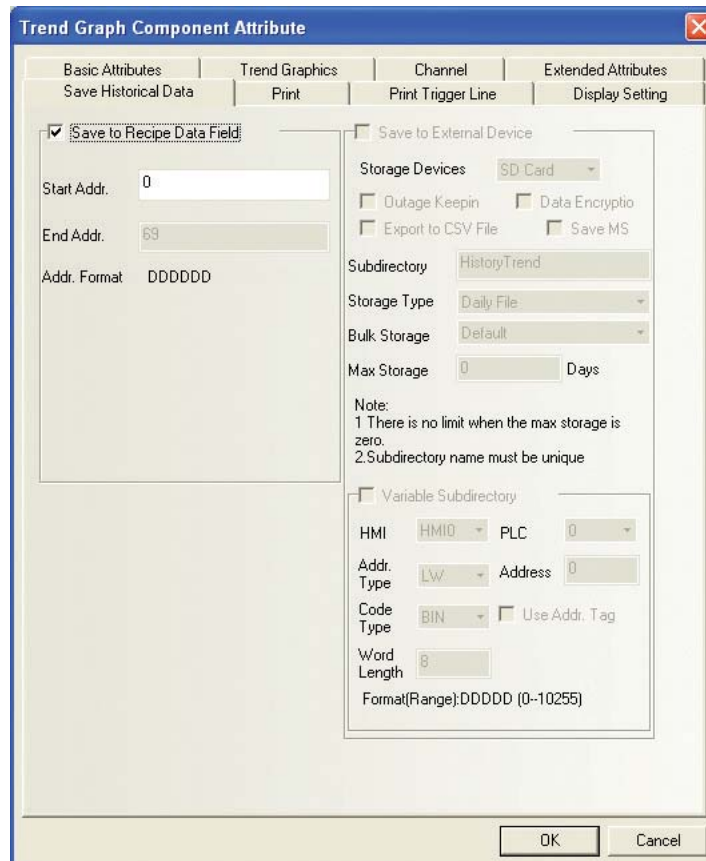 Trend Graph Component Attribute
Basic Attributes Trend Graphics Channel Extended Attributes
Save Historical Data Print Print Trigger Line Display Setting
Save to Recipe Data Field
Start Addr. 0
End Addr. 69
Addr. Format DDDDDD
Save to External Device
Storage Devices SD Card
Outage Keepin Data Encryptio
Export to CSV File Save MS
Subdirectory HistoryTrend
Storage Type Daily File
Bulk Storage Default
Max Storage 0 Days
Note:
1 There is no limit when the max storage is
zero.
2.Subdirectory name must be unique
Variable Subdirectory
HMI HMI0 PLC 0
Addr.
Type LW Address 0
Code
Type BIN Use Addr. Tag
Word
Length 8
Format(Range):DDDDD (0--10255)
OK Cancel